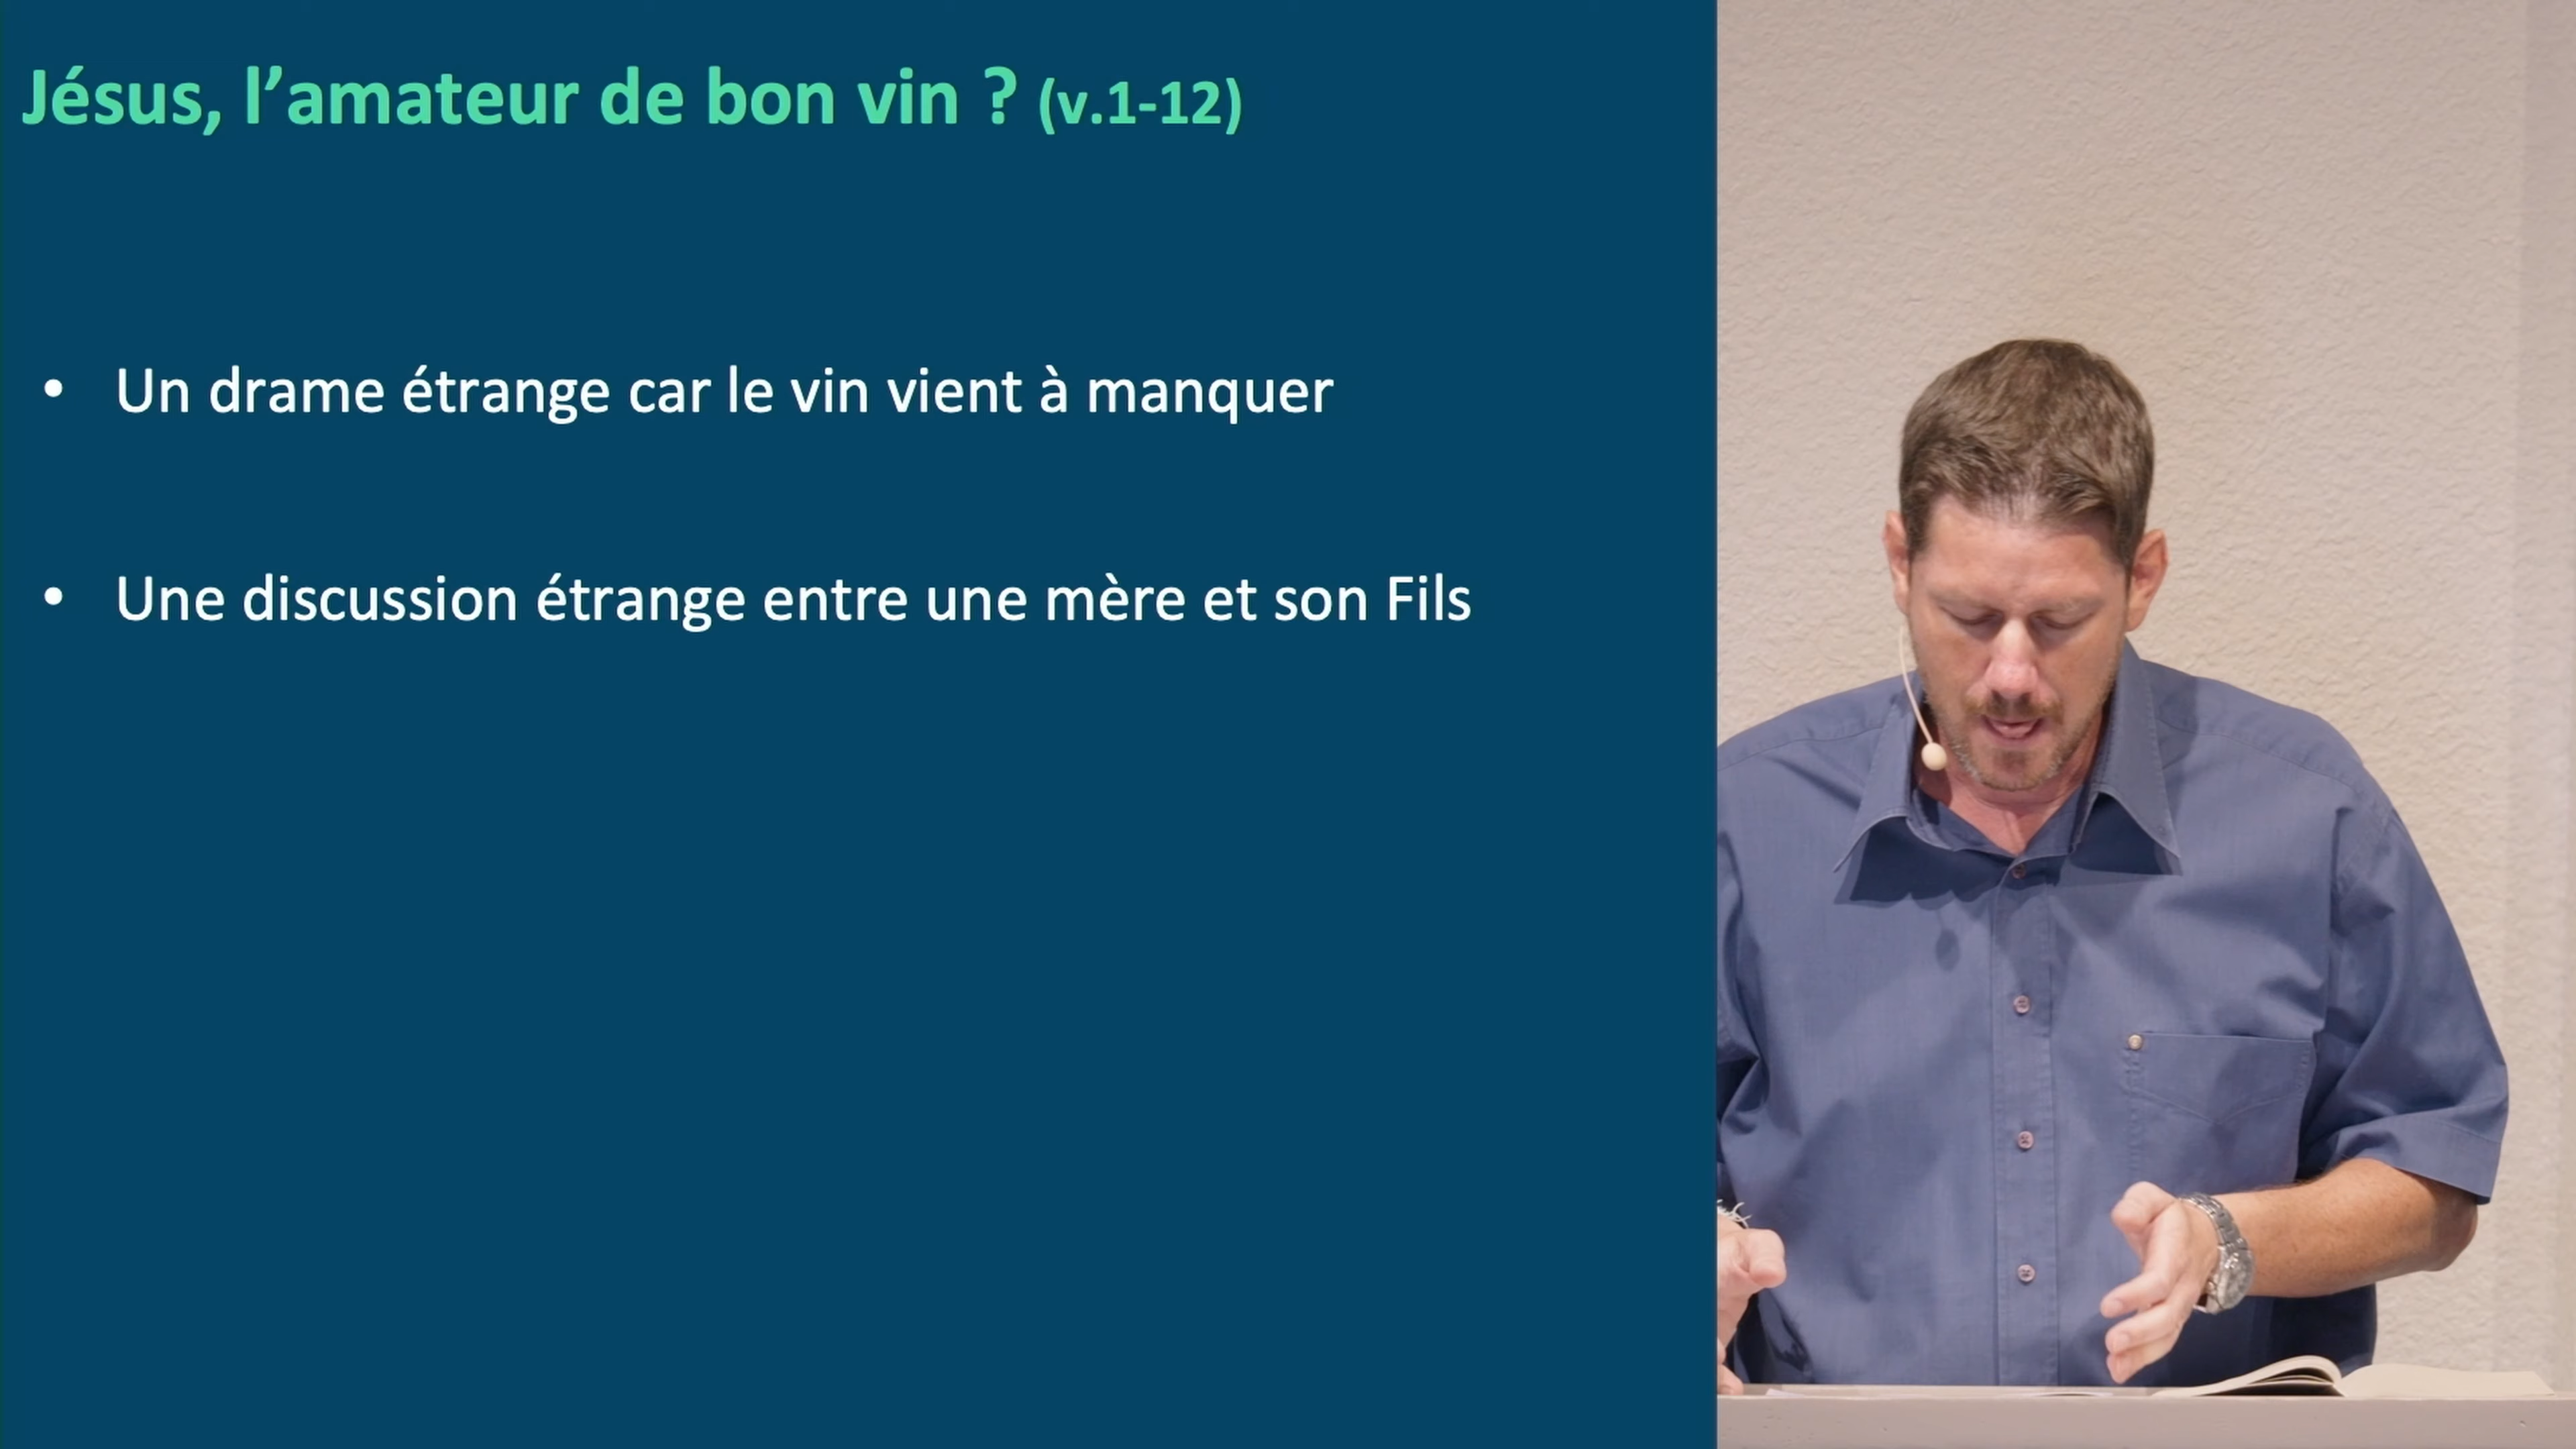 Jésus, l’amateur de bon vin ? (v.1-12)
• Un drame étrange car le vin vient à manquer
• Une discussion étrange entre une mère et son Fils